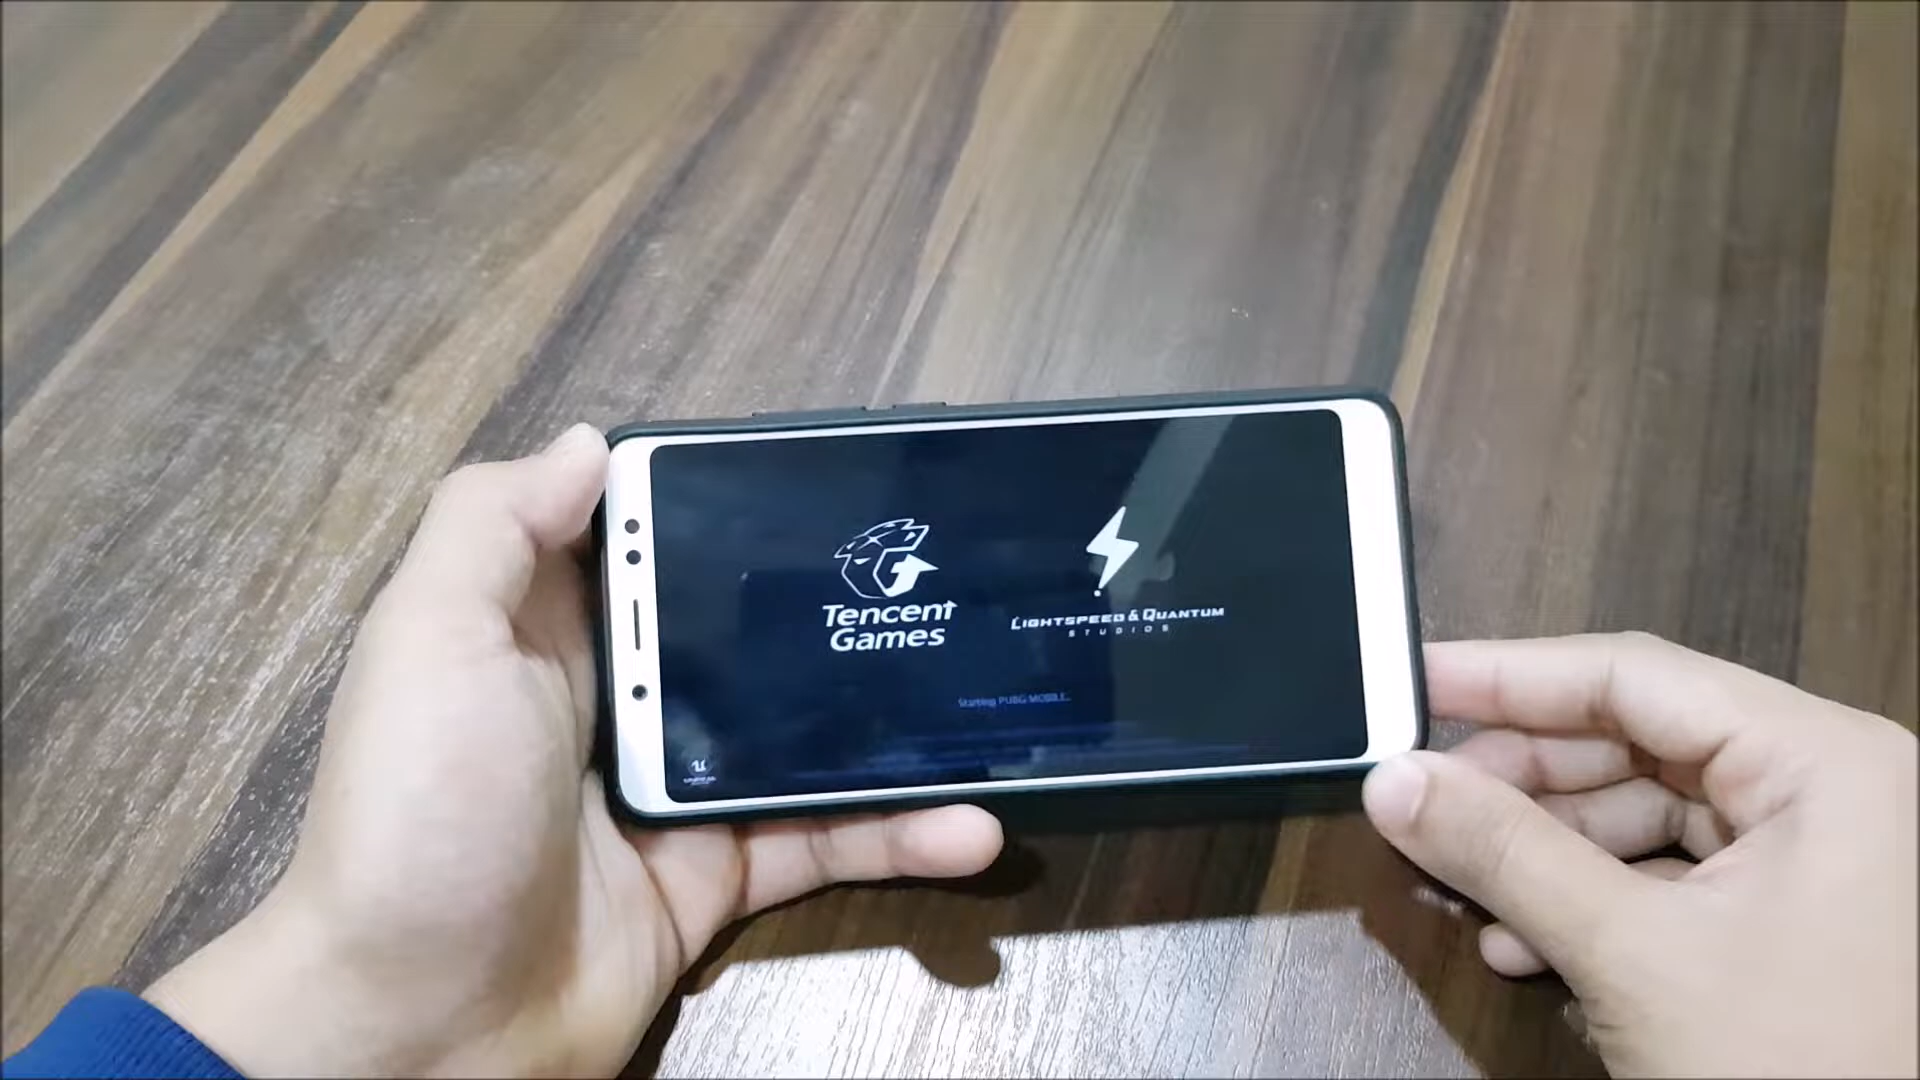 Tencent
Games
LIGHTSPEED & QUANTUM
STUDIOS
Starting PUBG MOBILE...